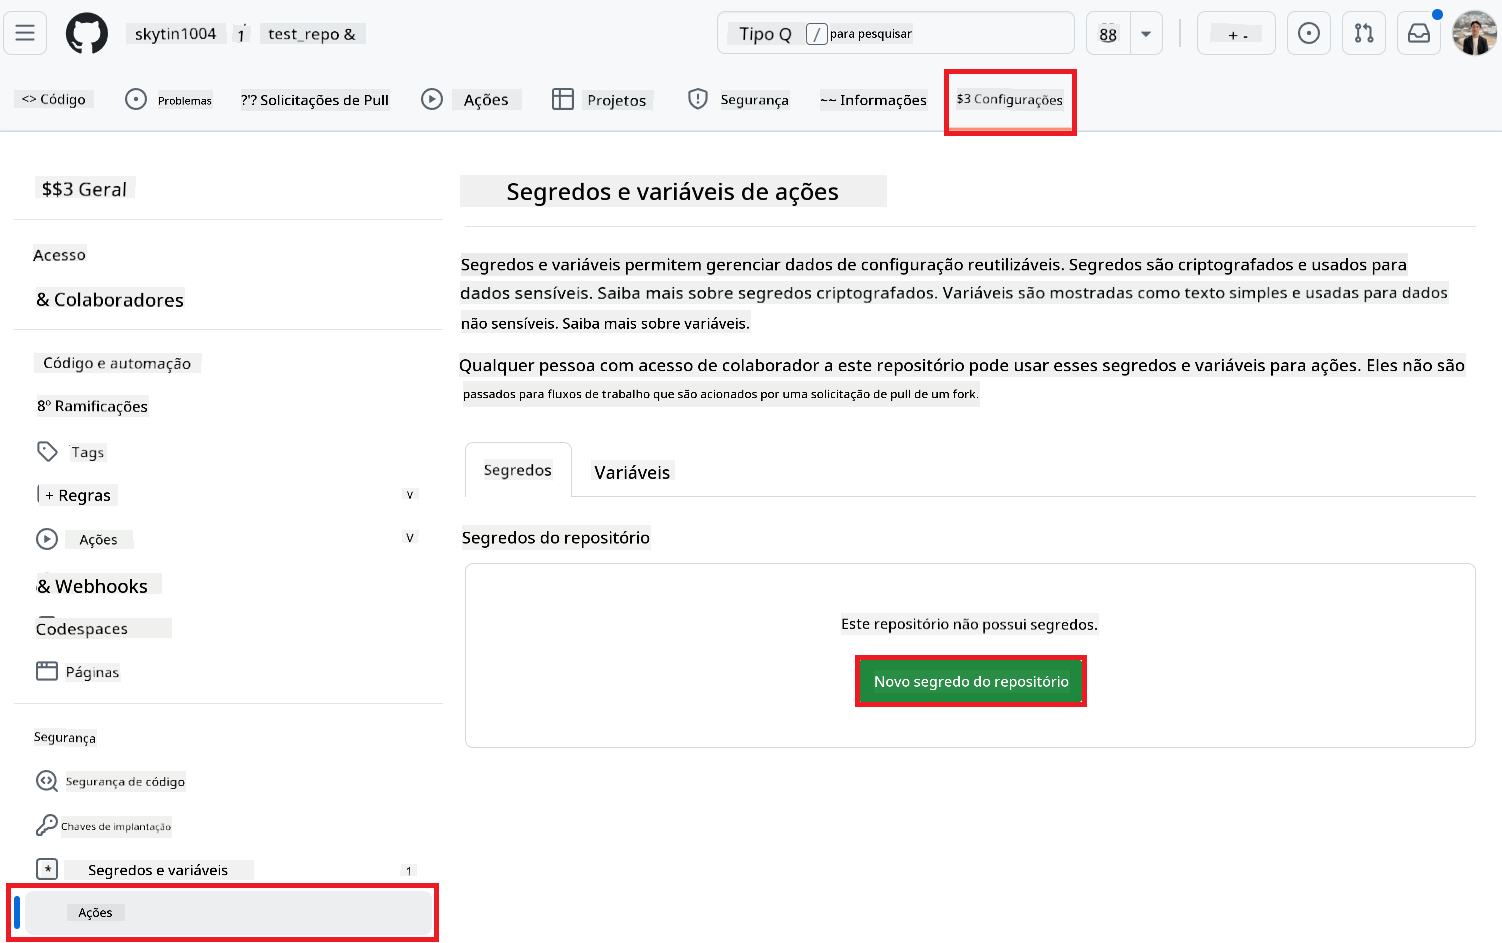 skytin1004 / test_repo &
Tipo Q / para pesquisar
88
+ -
<> Código
Problemas
?'? Solicitações de Pull
Ações
Projetos
Segurança
~~ Informações
$3 Configurações
$$3 Geral
Acesso
& Colaboradores
Código e automação
8º Ramificações
Tags
+ Regras v
Ações V
& Webhooks
Codespaces
Páginas
Segurança
Segurança de código
Chaves de implantação
* Segredos e variáveis 1
Ações
Segredos e variáveis de ações
Segredos e variáveis permitem gerenciar dados de configuração reutilizáveis. Segredos são criptografados e usados para
dados sensíveis. Saiba mais sobre segredos criptografados. Variáveis são mostradas como texto simples e usadas para dados
não sensíveis. Saiba mais sobre variáveis.
Qualquer pessoa com acesso de colaborador a este repositório pode usar esses segredos e variáveis para ações. Eles não são
passados para fluxos de trabalho que são acionados por uma solicitação de pull de um fork.
Segredos
Variáveis
Segredos do repositório
Este repositório não possui segredos.
Novo segredo do repositório